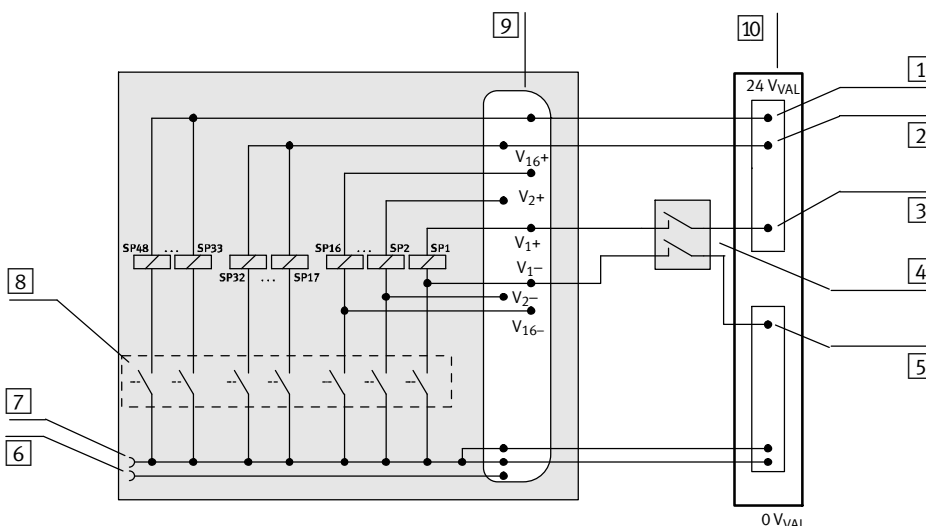 9
10
1
24 VVAL
2
V16+
V2+
3
SP48 ... SP33
SP16 ... SP2 SP1
V1+
4
V1–
SP32 ... SP17
8
V2–
V16–
5
7
6
0 VVAL